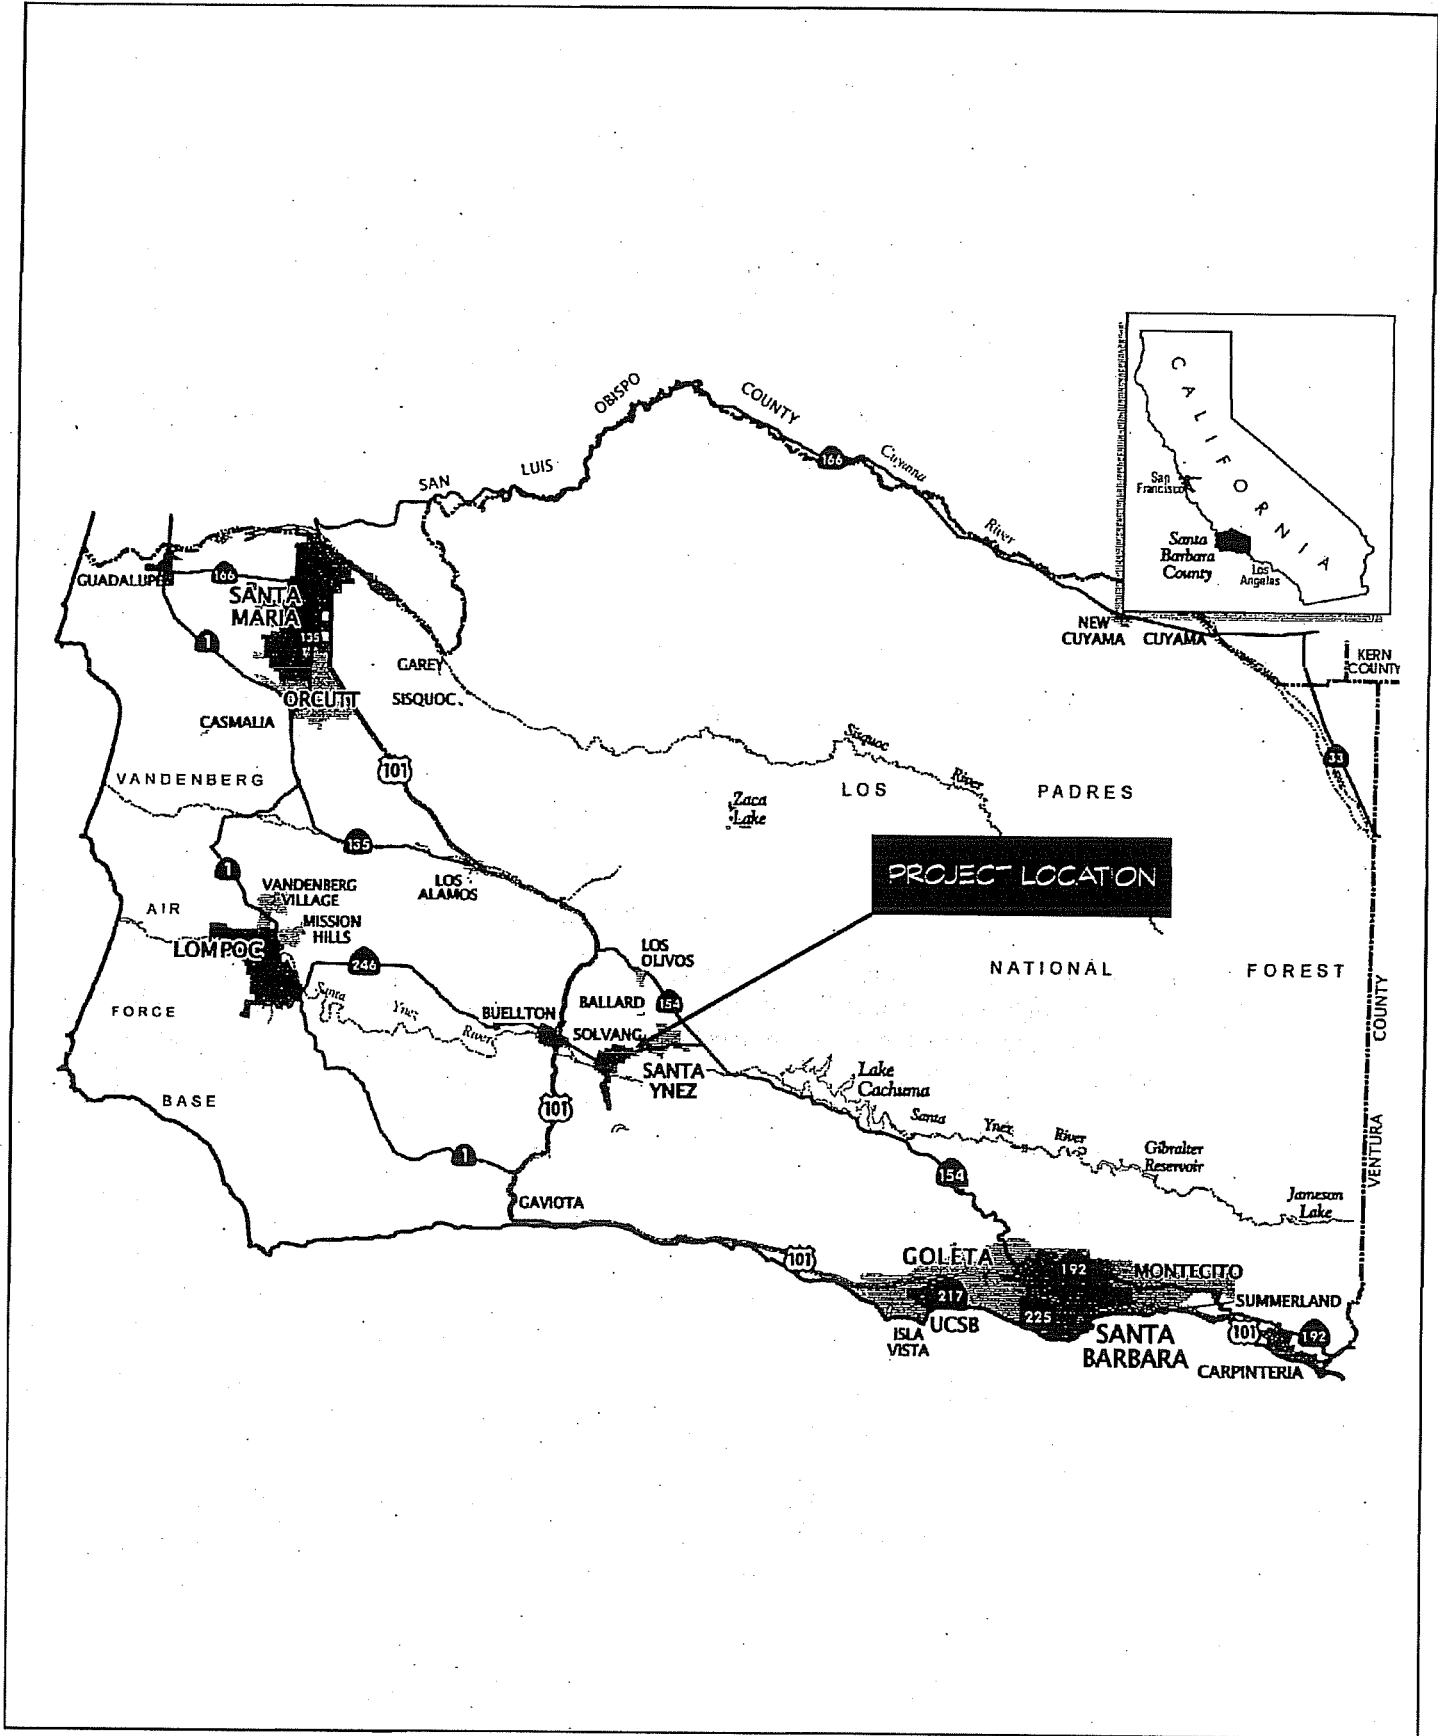 OBISPO
COUNTY
LUIS
SAN
166
Cuyama
River
CALIFORNIA
San
Francisco
Santa
Barbara
County
Los
Angeles
GUADALUPE
166
SANTA
MARIA
135
1
GAREY
SISQUOC
ORCUTT
CASMALIA
NEW
CUYAMA
CUYAMA
KERN
COUNTY
33
101
VANDENBERG
Sisquoc
River
LOS
PADRES
Zaca
Lake
135
LOS
ALAMOS
1
VANDENBERG
VILLAGE
MISSION
HILLS
AIR
LOMPOC
246
PROJECT LOCATION
LOS
OLIVOS
NATIONAL
FOREST
FORCE
Santa
Ynez
River
BUELLTON
BALLARD
154
SOLVANG
SANTA
YNEZ
COUNTY
Lake
Cachuma
BASE
101
Santa
Ynez
River
Gibralter
Reservoir
VENTURA
1
154
Jameson
Lake
GAVIOTA
101
GOLETA
192
MONTECITO
217
225
SUMMERLAND
UCSB
ISLA
VISTA
SANTA
BARBARA
101
192
CARPINTERIA